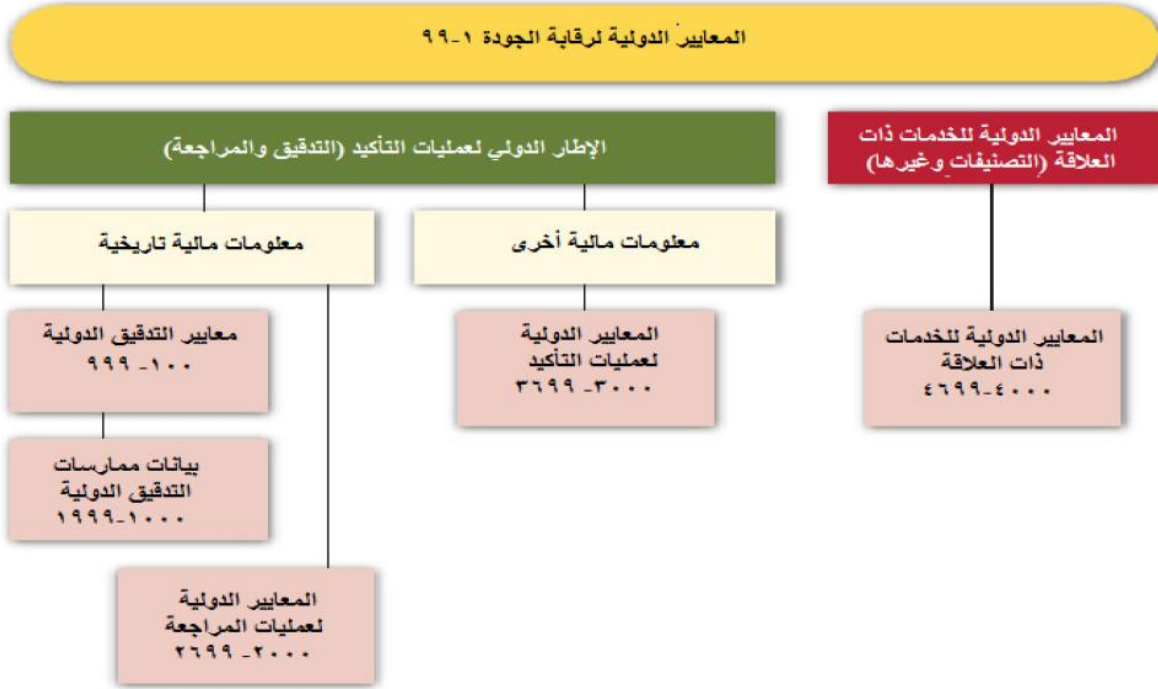 المعايير الدولية لرقابة الجودة ١-٩٩
المعايير الدولية للخدمات ذات
العلاقة (التصنيفات وغيرها)
الإطار الدولي لعمليات التأكيد (التدقيق والمراجعة)
معلومات مالية أخرى
معلومات مالية تاريخية
المعايير الدولية للخدمات
ذات العلاقة
٤٠٠٠-٤٦٩٩
المعايير الدولية
لعمليات التأكيد
٣٠٠٠-٣٦٩٩
معايير التدقيق الدولية
١٠٠-٩٩٩
بيانات ممارسات
التدقيق الدولية
١٠٠٠-١٩٩٩
المعايير الدولية
لعمليات المراجعة
٢٠٠٠-٢٦٩٩